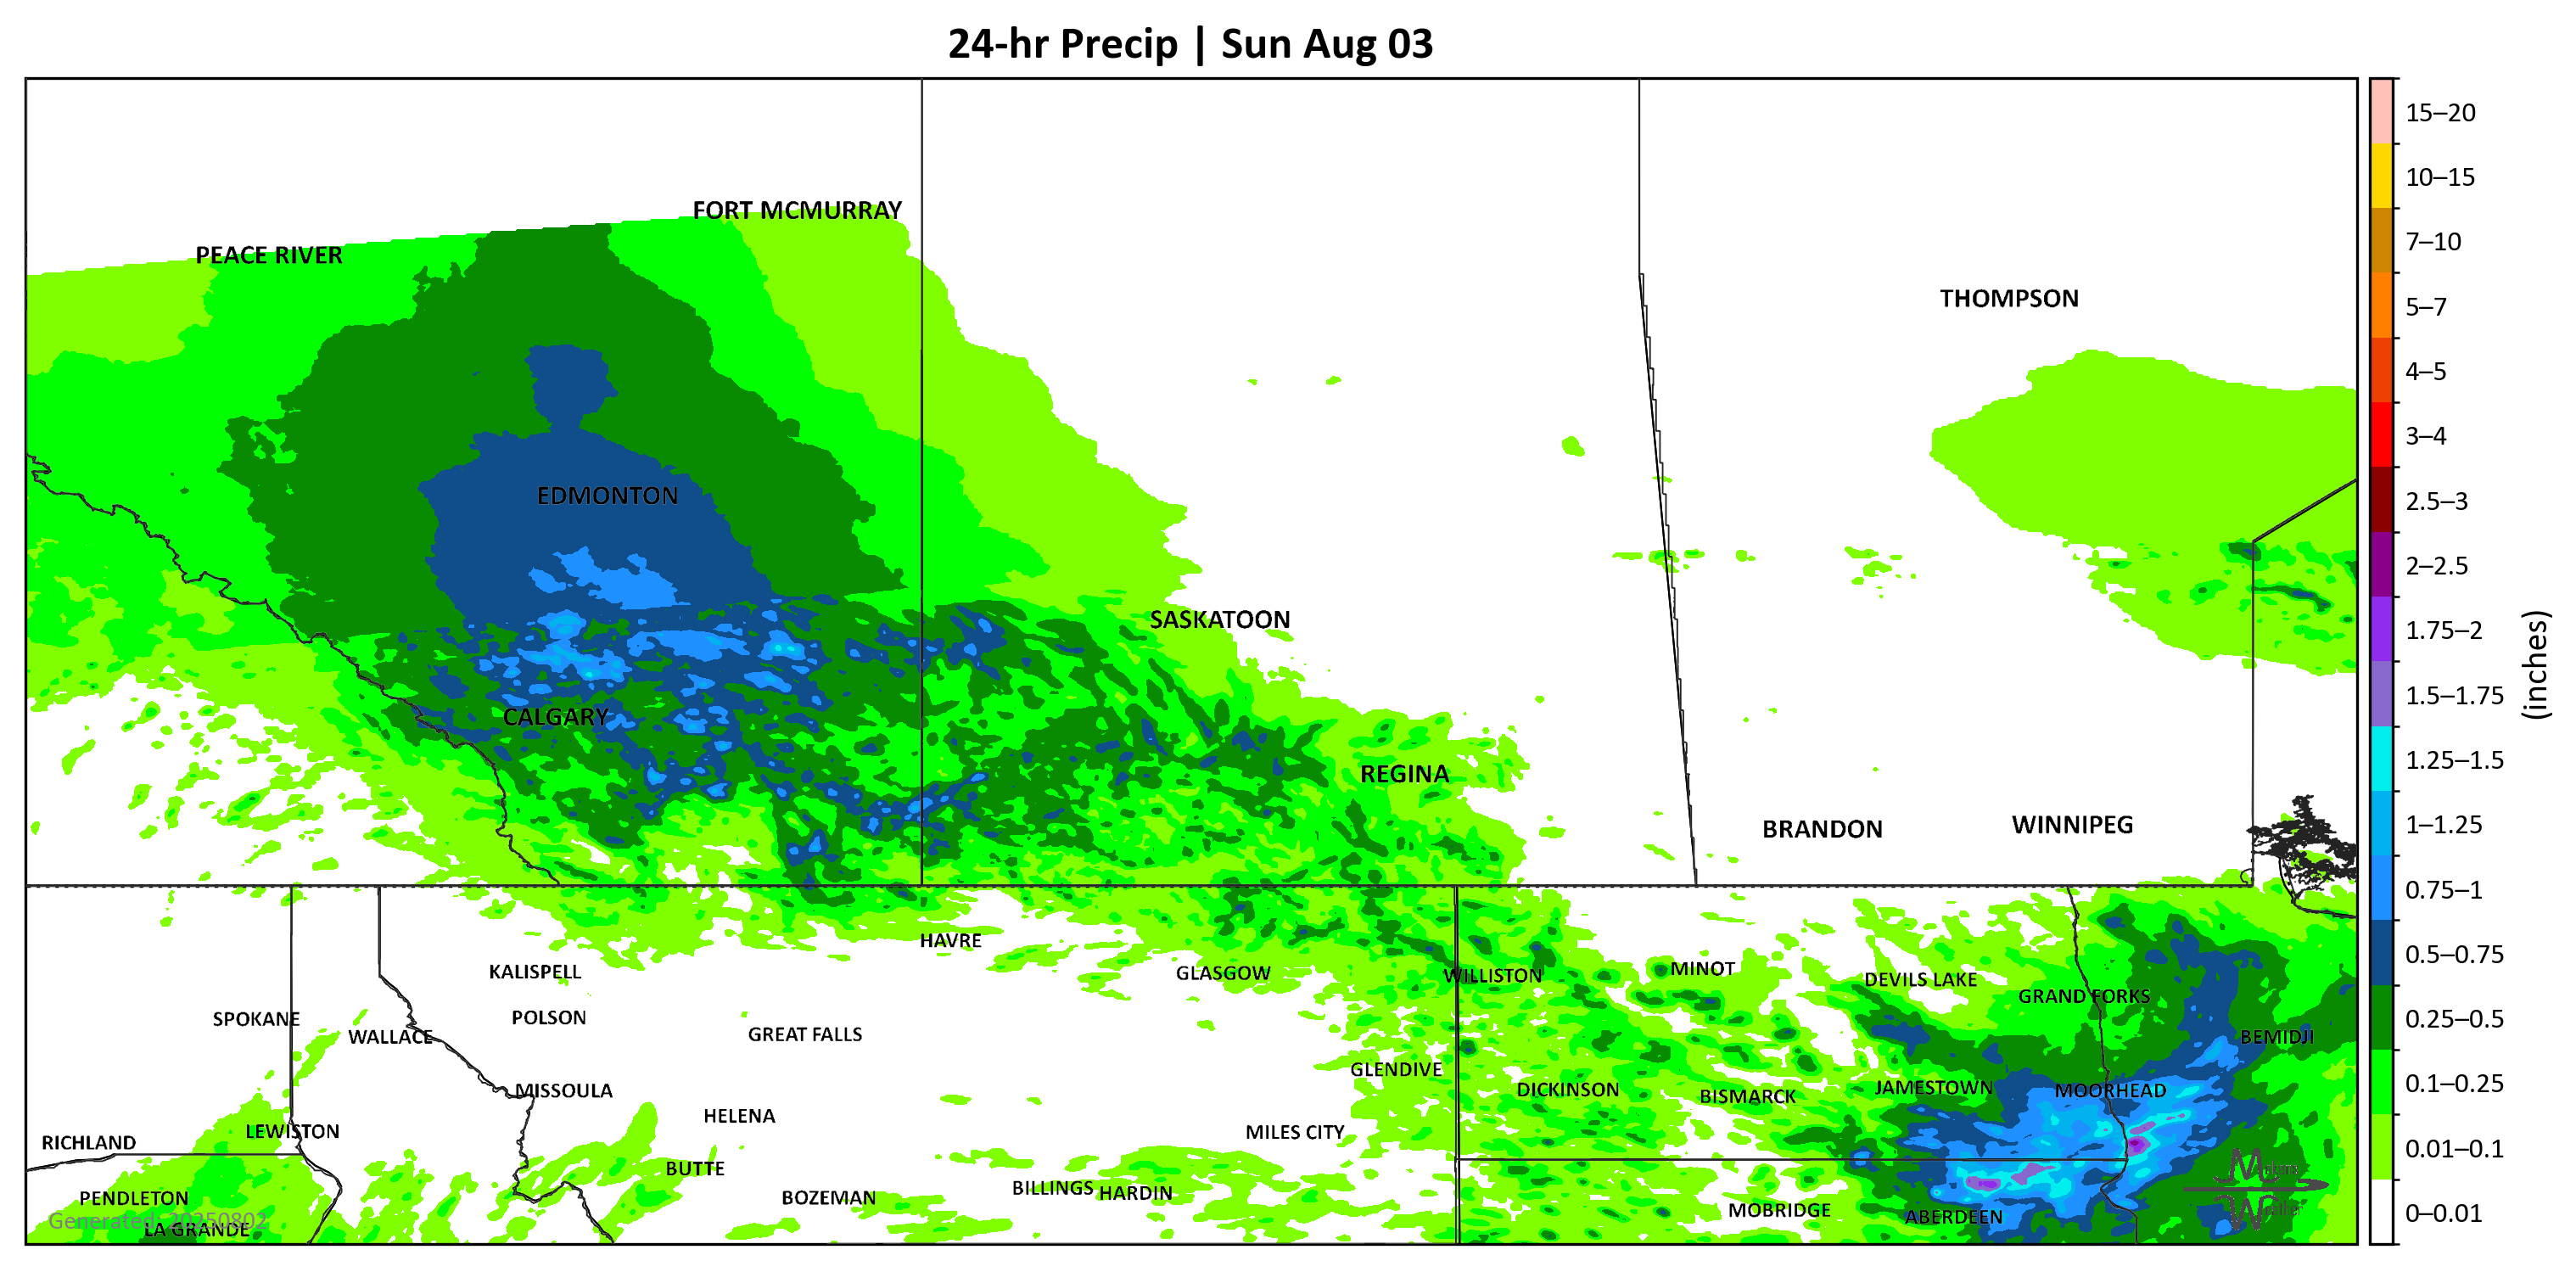 24-hr Precip | Sun Aug 03
15–20
10–15
7–10
5–7
4–5
3–4
2.5–3
2–2.5
1.75–2
1.5–1.75
1.25–1.5
1–1.25
0.75–1
0.5–0.75
0.25–0.5
0.1–0.25
0.01–0.1
0–0.01
(inches)
FORT MCMURRAY
PEACE RIVER
THOMPSON
EDMONTON
SASKATOON
CALGARY
REGINA
BRANDON
WINNIPEG
HAVRE
KALISPELL
GLASGOW
WILLISTON
MINOT
DEVILS LAKE
GRAND FORKS
SPOKANE
WALLACE
POLSON
GREAT FALLS
BEMIDJI
GLENDIVE
MISSOULA
DICKINSON
BISMARCK
JAMESTOWN
MOORHEAD
HELENA
RICHLAND
LEWISTON
MILES CITY
BUTTE
PENDLETON
BOZEMAN
BILLINGS
HARDIN
MOBRIDGE
ABERDEEN
Generated: 20250802
LA GRANDE